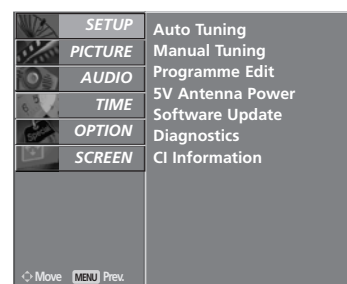 SETUP
PICTURE
AUDIO
TIME
OPTION
SCREEN
Auto Tuning
Manual Tuning
Programme Edit
5V Antenna Power
Software Update
Diagnostics
CI Information
Move MENU Prev.